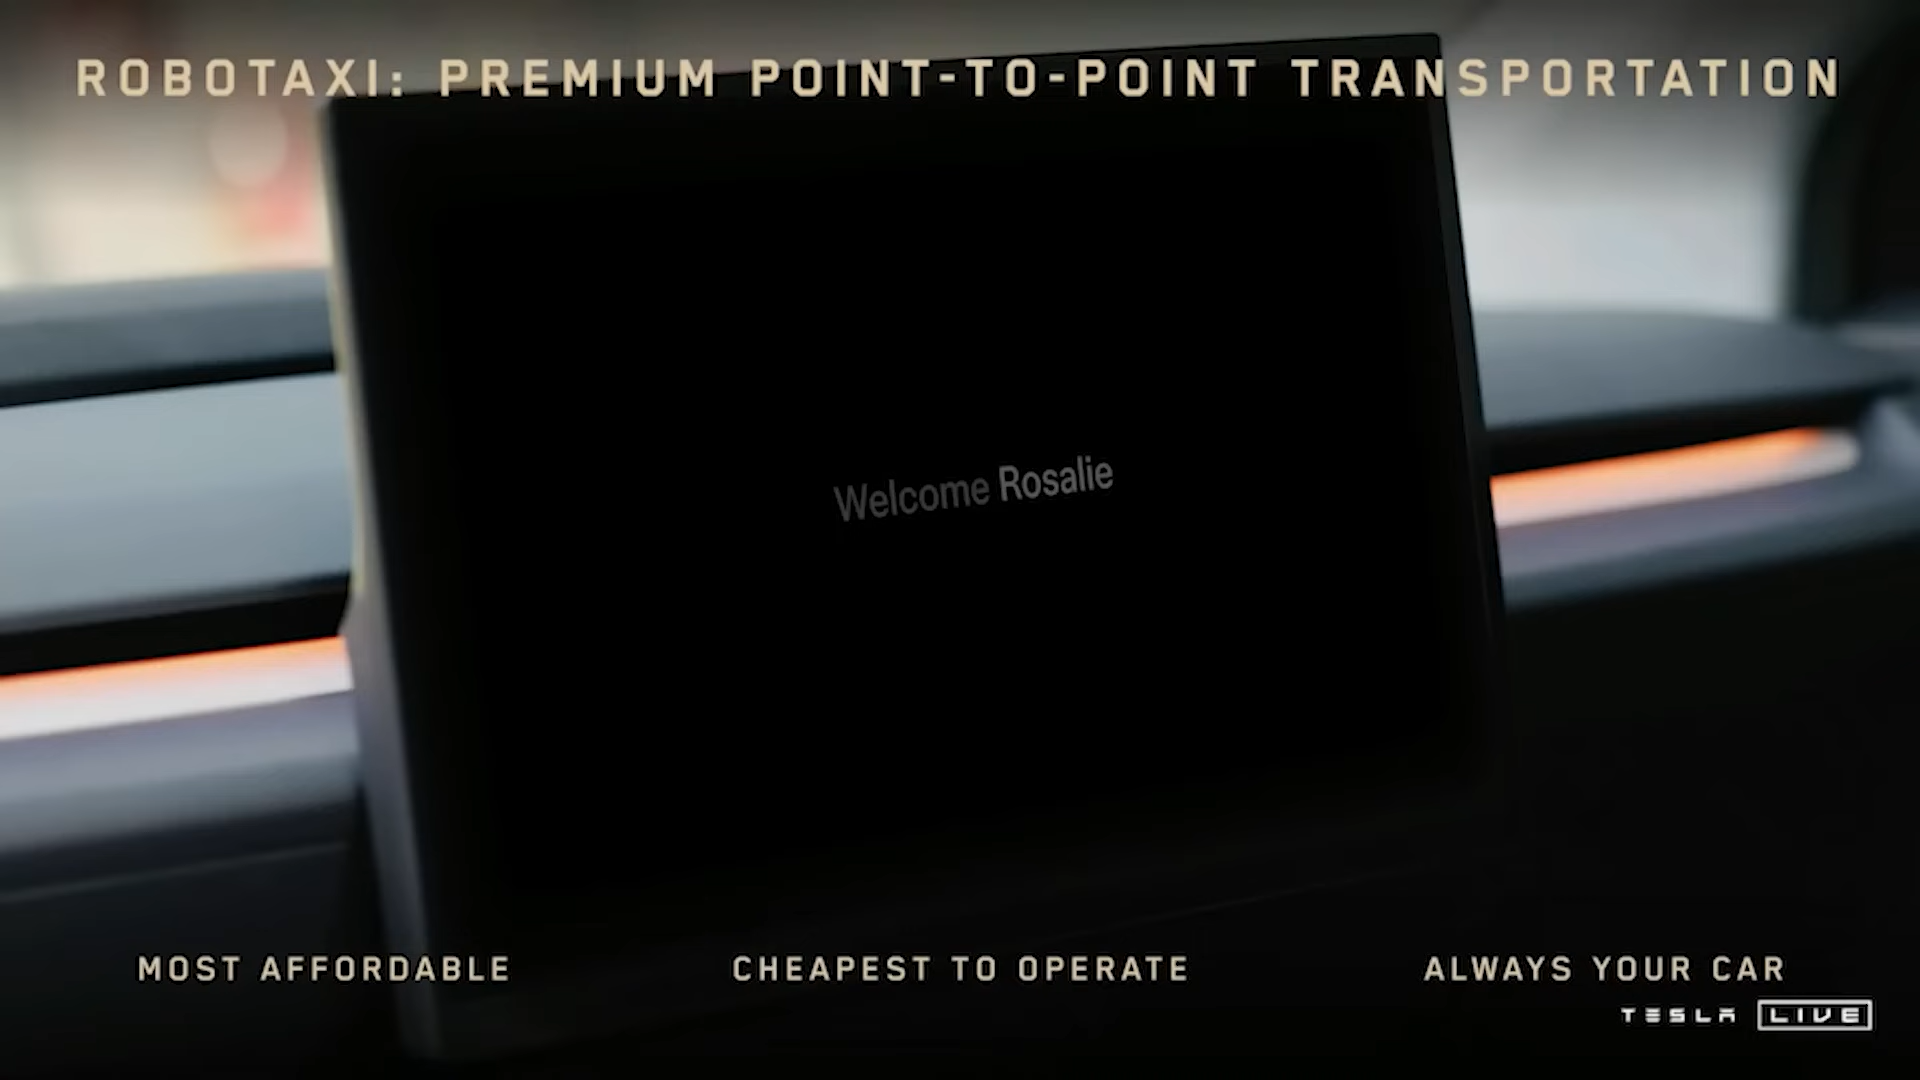 ROBOTAXI: PREMIUM POINT-TO-POINT TRANSPORTATION
Welcome Rosalie
MOST AFFORDABLE
CHEAPEST TO OPERATE
ALWAYS YOUR CAR
TESLA LIVE